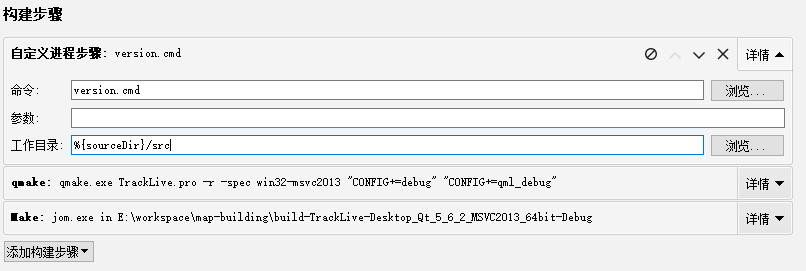 构建步骤
自定义进程步骤: version.cmd 详情
命令: version.cmd 浏览...
参数:
工作目录: %{sourceDir}/src 浏览...
qmake: qmake.exe TrackLive.pro -r -spec win32-msvc2013 "CONFIG+=debug" "CONFIG+=qml_debug" 详情
Make: jom.exe in E:\workspace\map-building\build-TrackLive-Desktop_Qt_5_6_2_MSVC2013_64bit-Debug 详情
添加构建步骤